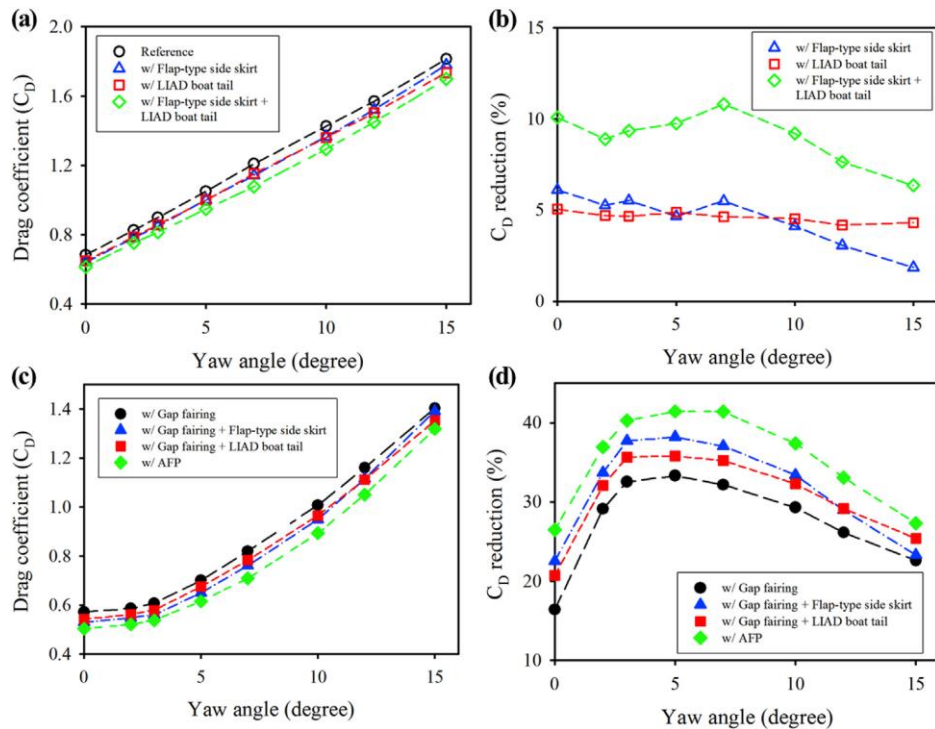 (a)
2.0
1.6
1.2
0.8
0.4
Drag coefficient (C_D)
Reference
w/ Flap-type side skirt
w/ LIAD boat tail
w/ Flap-type side skirt +
LIAD boat tail
0 5 10 15
Yaw angle (degree)
(b)
15
10
5
0
C_D reduction (%)
w/ Flap-type side skirt
w/ LIAD boat tail
w/ Flap-type side skirt +
LIAD boat tail
0 5 10 15
Yaw angle (degree)
(c)
1.4
1.2
1.0
0.8
0.6
0.4
Drag coefficient (C_D)
w/ Gap fairing
w/ Gap fairing + Flap-type side skirt
w/ Gap fairing + LIAD boat tail
w/ AFP
0 5 10 15
Yaw angle (degree)
(d)
40
30
20
10
C_D reduction (%)
w/ Gap fairing
w/ Gap fairing + Flap-type side skirt
w/ Gap fairing + LIAD boat tail
w/ AFP
0 5 10 15
Yaw angle (degree)